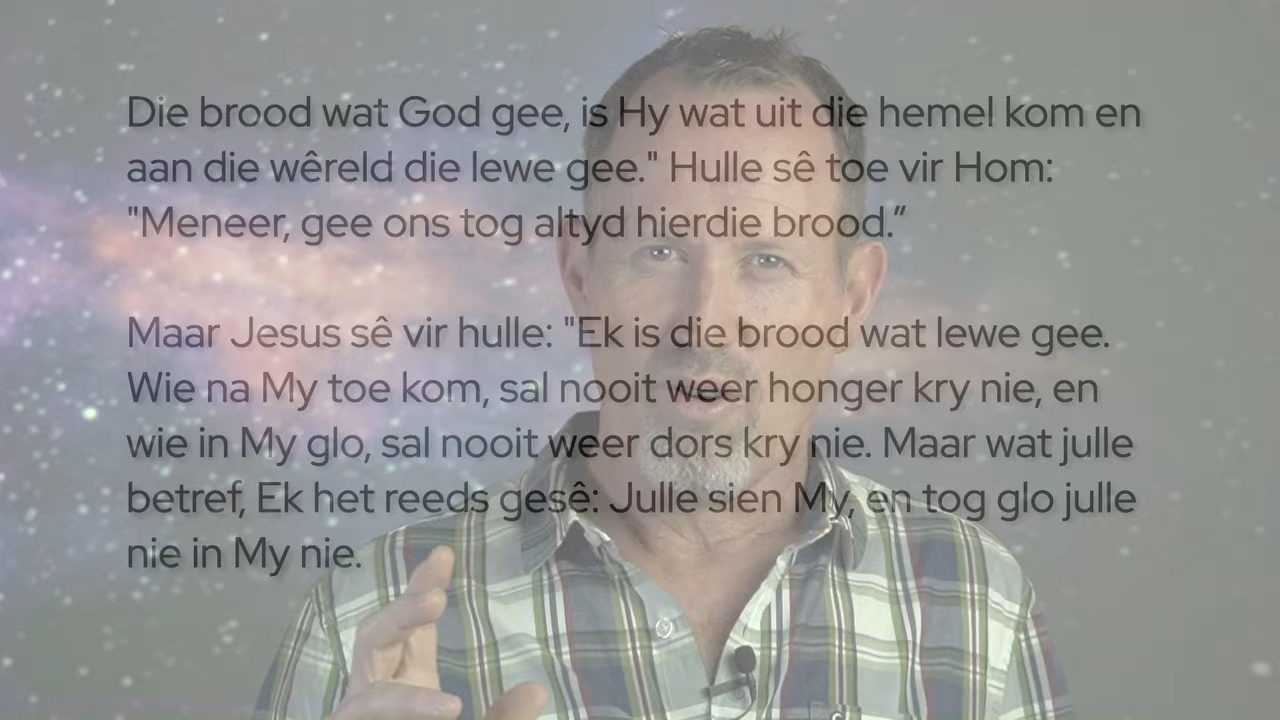 Die brood wat God gee, is Hy wat uit die hemel kom en
aan die wêreld die lewe gee." Hulle sê toe vir Hom:
"Meneer, gee ons tog altyd hierdie brood.”
Maar Jesus sê vir hulle: "Ek is die brood wat lewe gee.
Wie na My toe kom, sal nooit weer honger kry nie, en
wie in My glo, sal nooit weer dors kry nie. Maar wat julle
betref, Ek het reeds gesê: Julle sien My, en tog glo julle
nie in My nie.